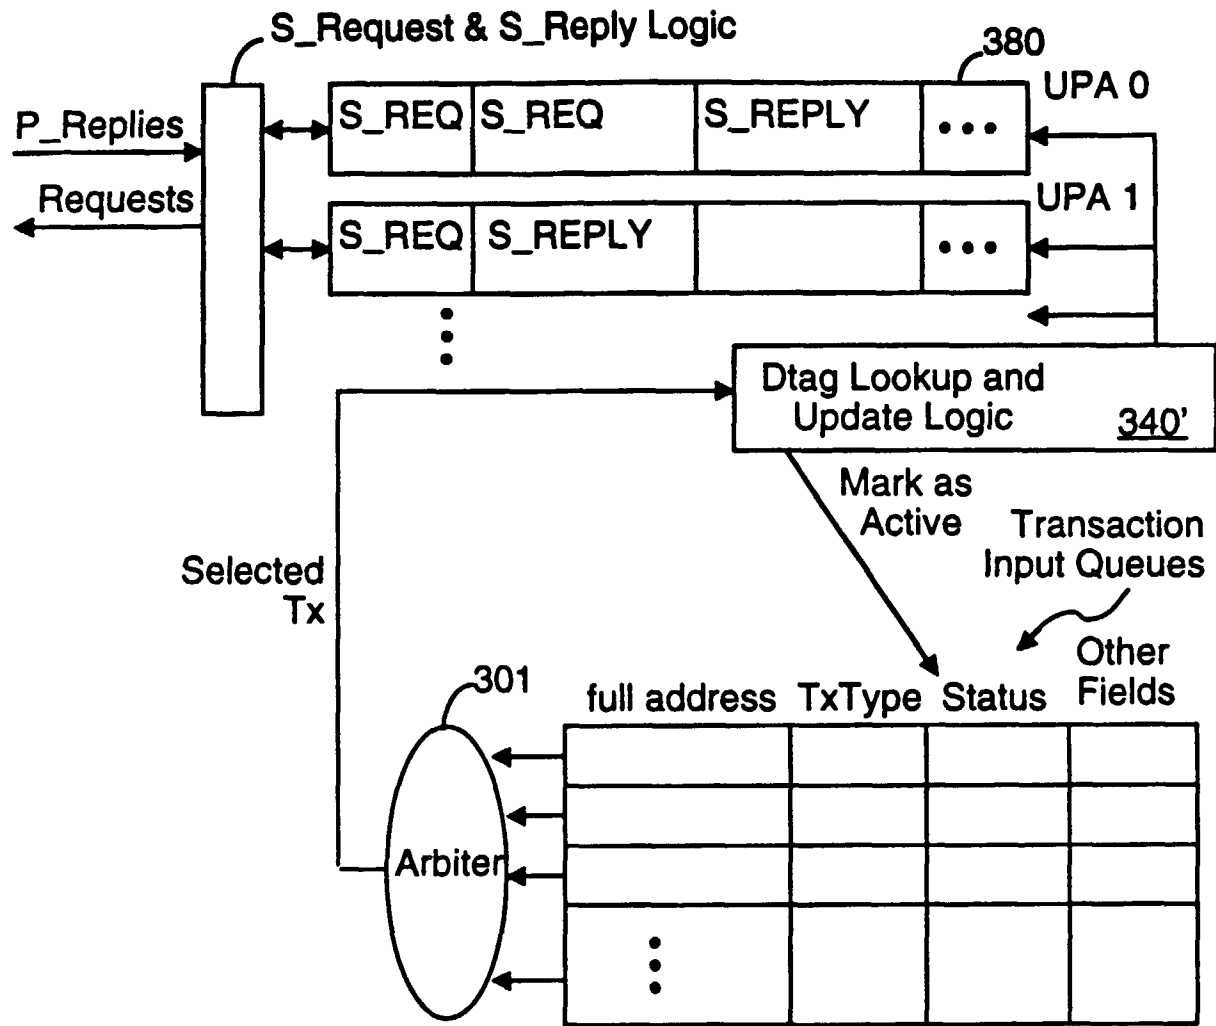 S_Request & S_Reply Logic
380
UPA 0
S_REQ S_REQ S_REPLY •••
P_Replies
Requests
UPA 1
S_REQ S_REPLY •••
Dtag Lookup and
Update Logic 340'
Mark as
Active
Transaction
Input Queues
Selected
Tx
Other
Fields
301
full address TxType Status
Arbiter